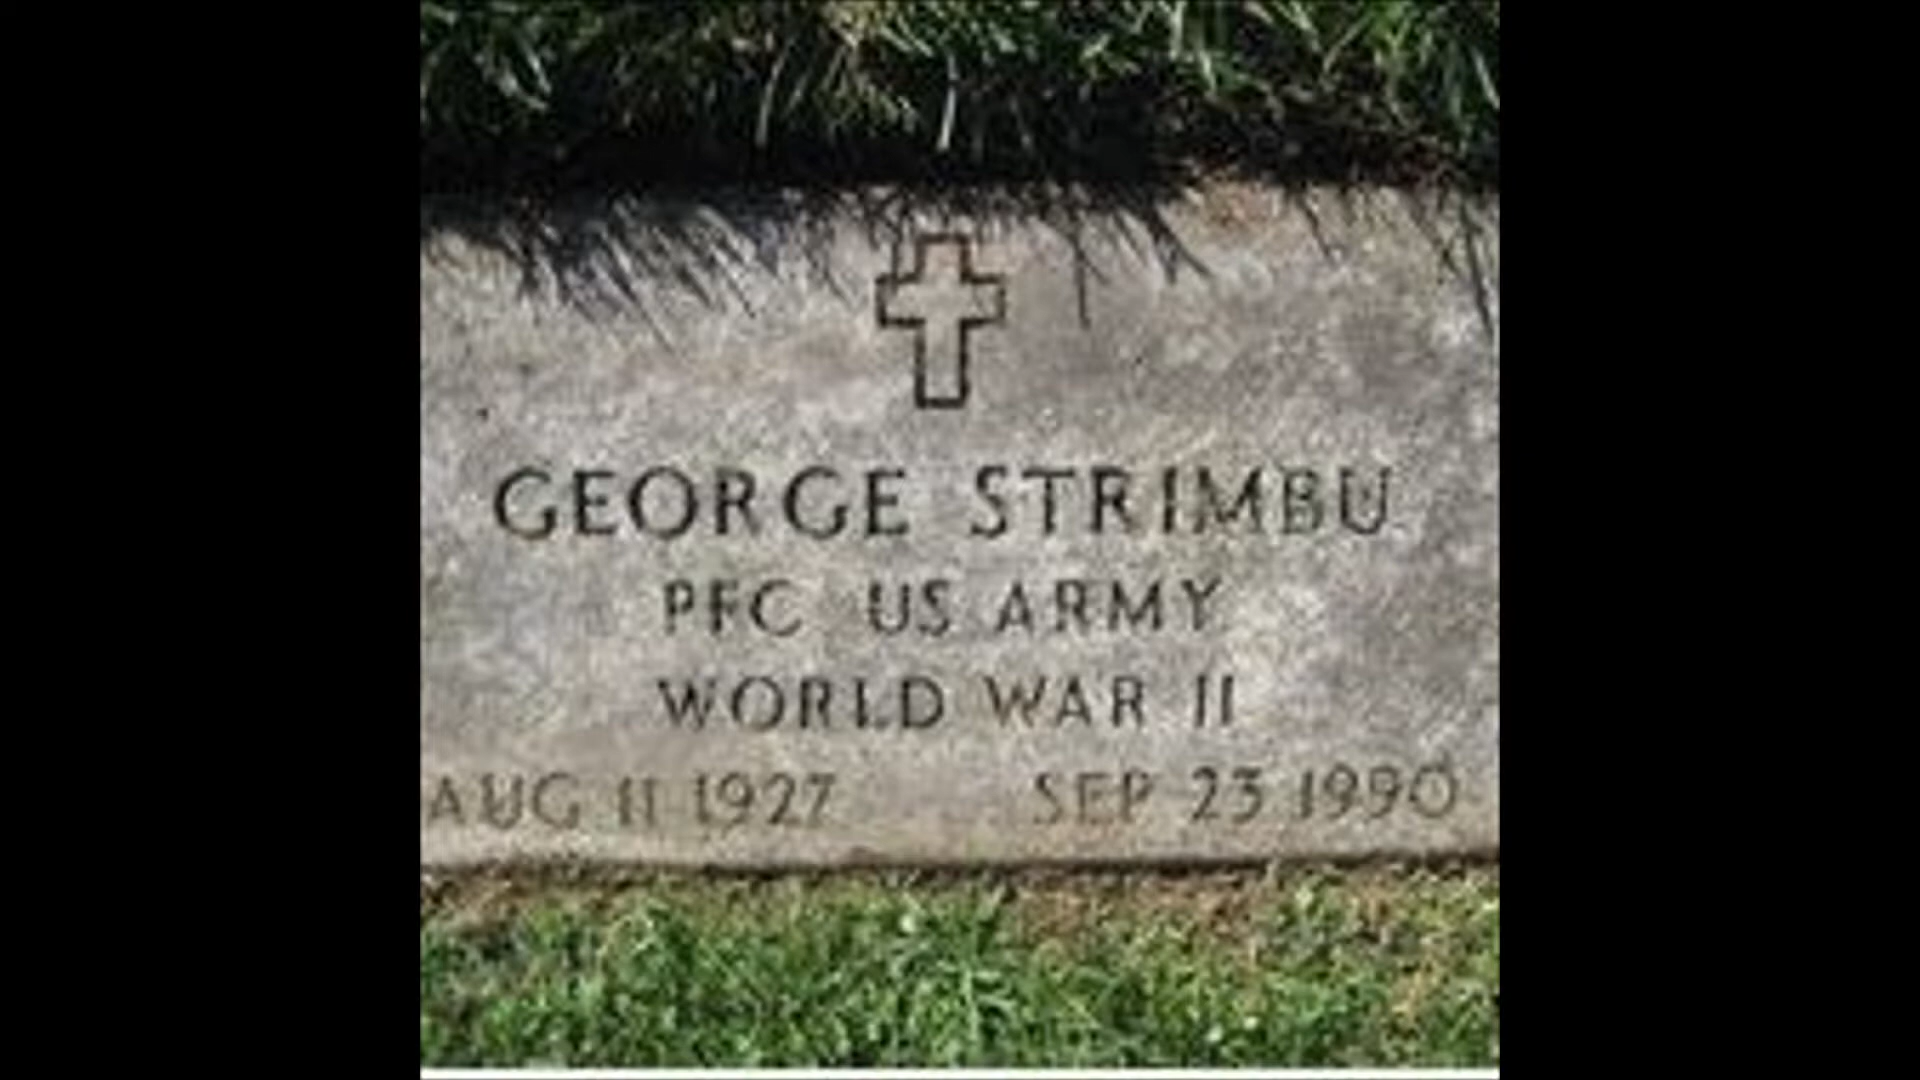 GEORGE STRIMBU
PFC US ARMY
WORLD WAR II
AUG 11 1927 SEP 23 1990